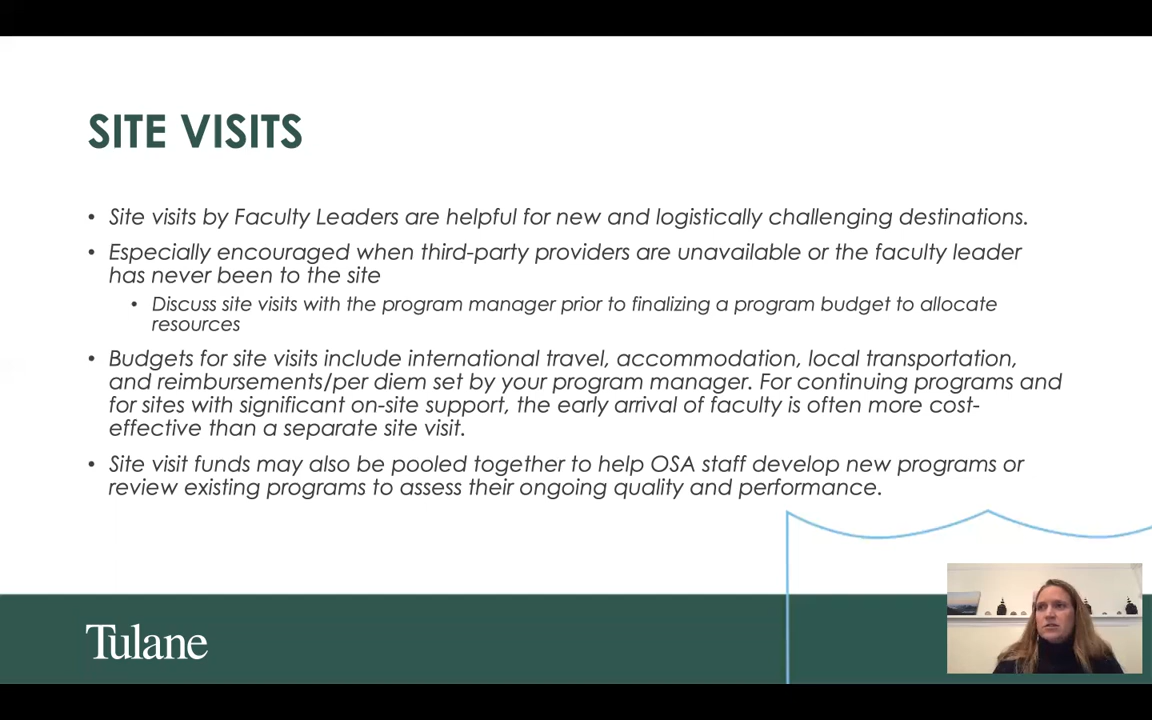 SITE VISITS
• Site visits by Faculty Leaders are helpful for new and logistically challenging destinations.
• Especially encouraged when third-party providers are unavailable or the faculty leader
has never been to the site
• Discuss site visits with the program manager prior to finalizing a program budget to allocate
resources
• Budgets for site visits include international travel, accommodation, local transportation,
and reimbursements/per diem set by your program manager. For continuing programs and
for sites with significant on-site support, the early arrival of faculty is often more cost-
effective than a separate site visit.
• Site visit funds may also be pooled together to help OSA staff develop new programs or
review existing programs to assess their ongoing quality and performance.
Tulane